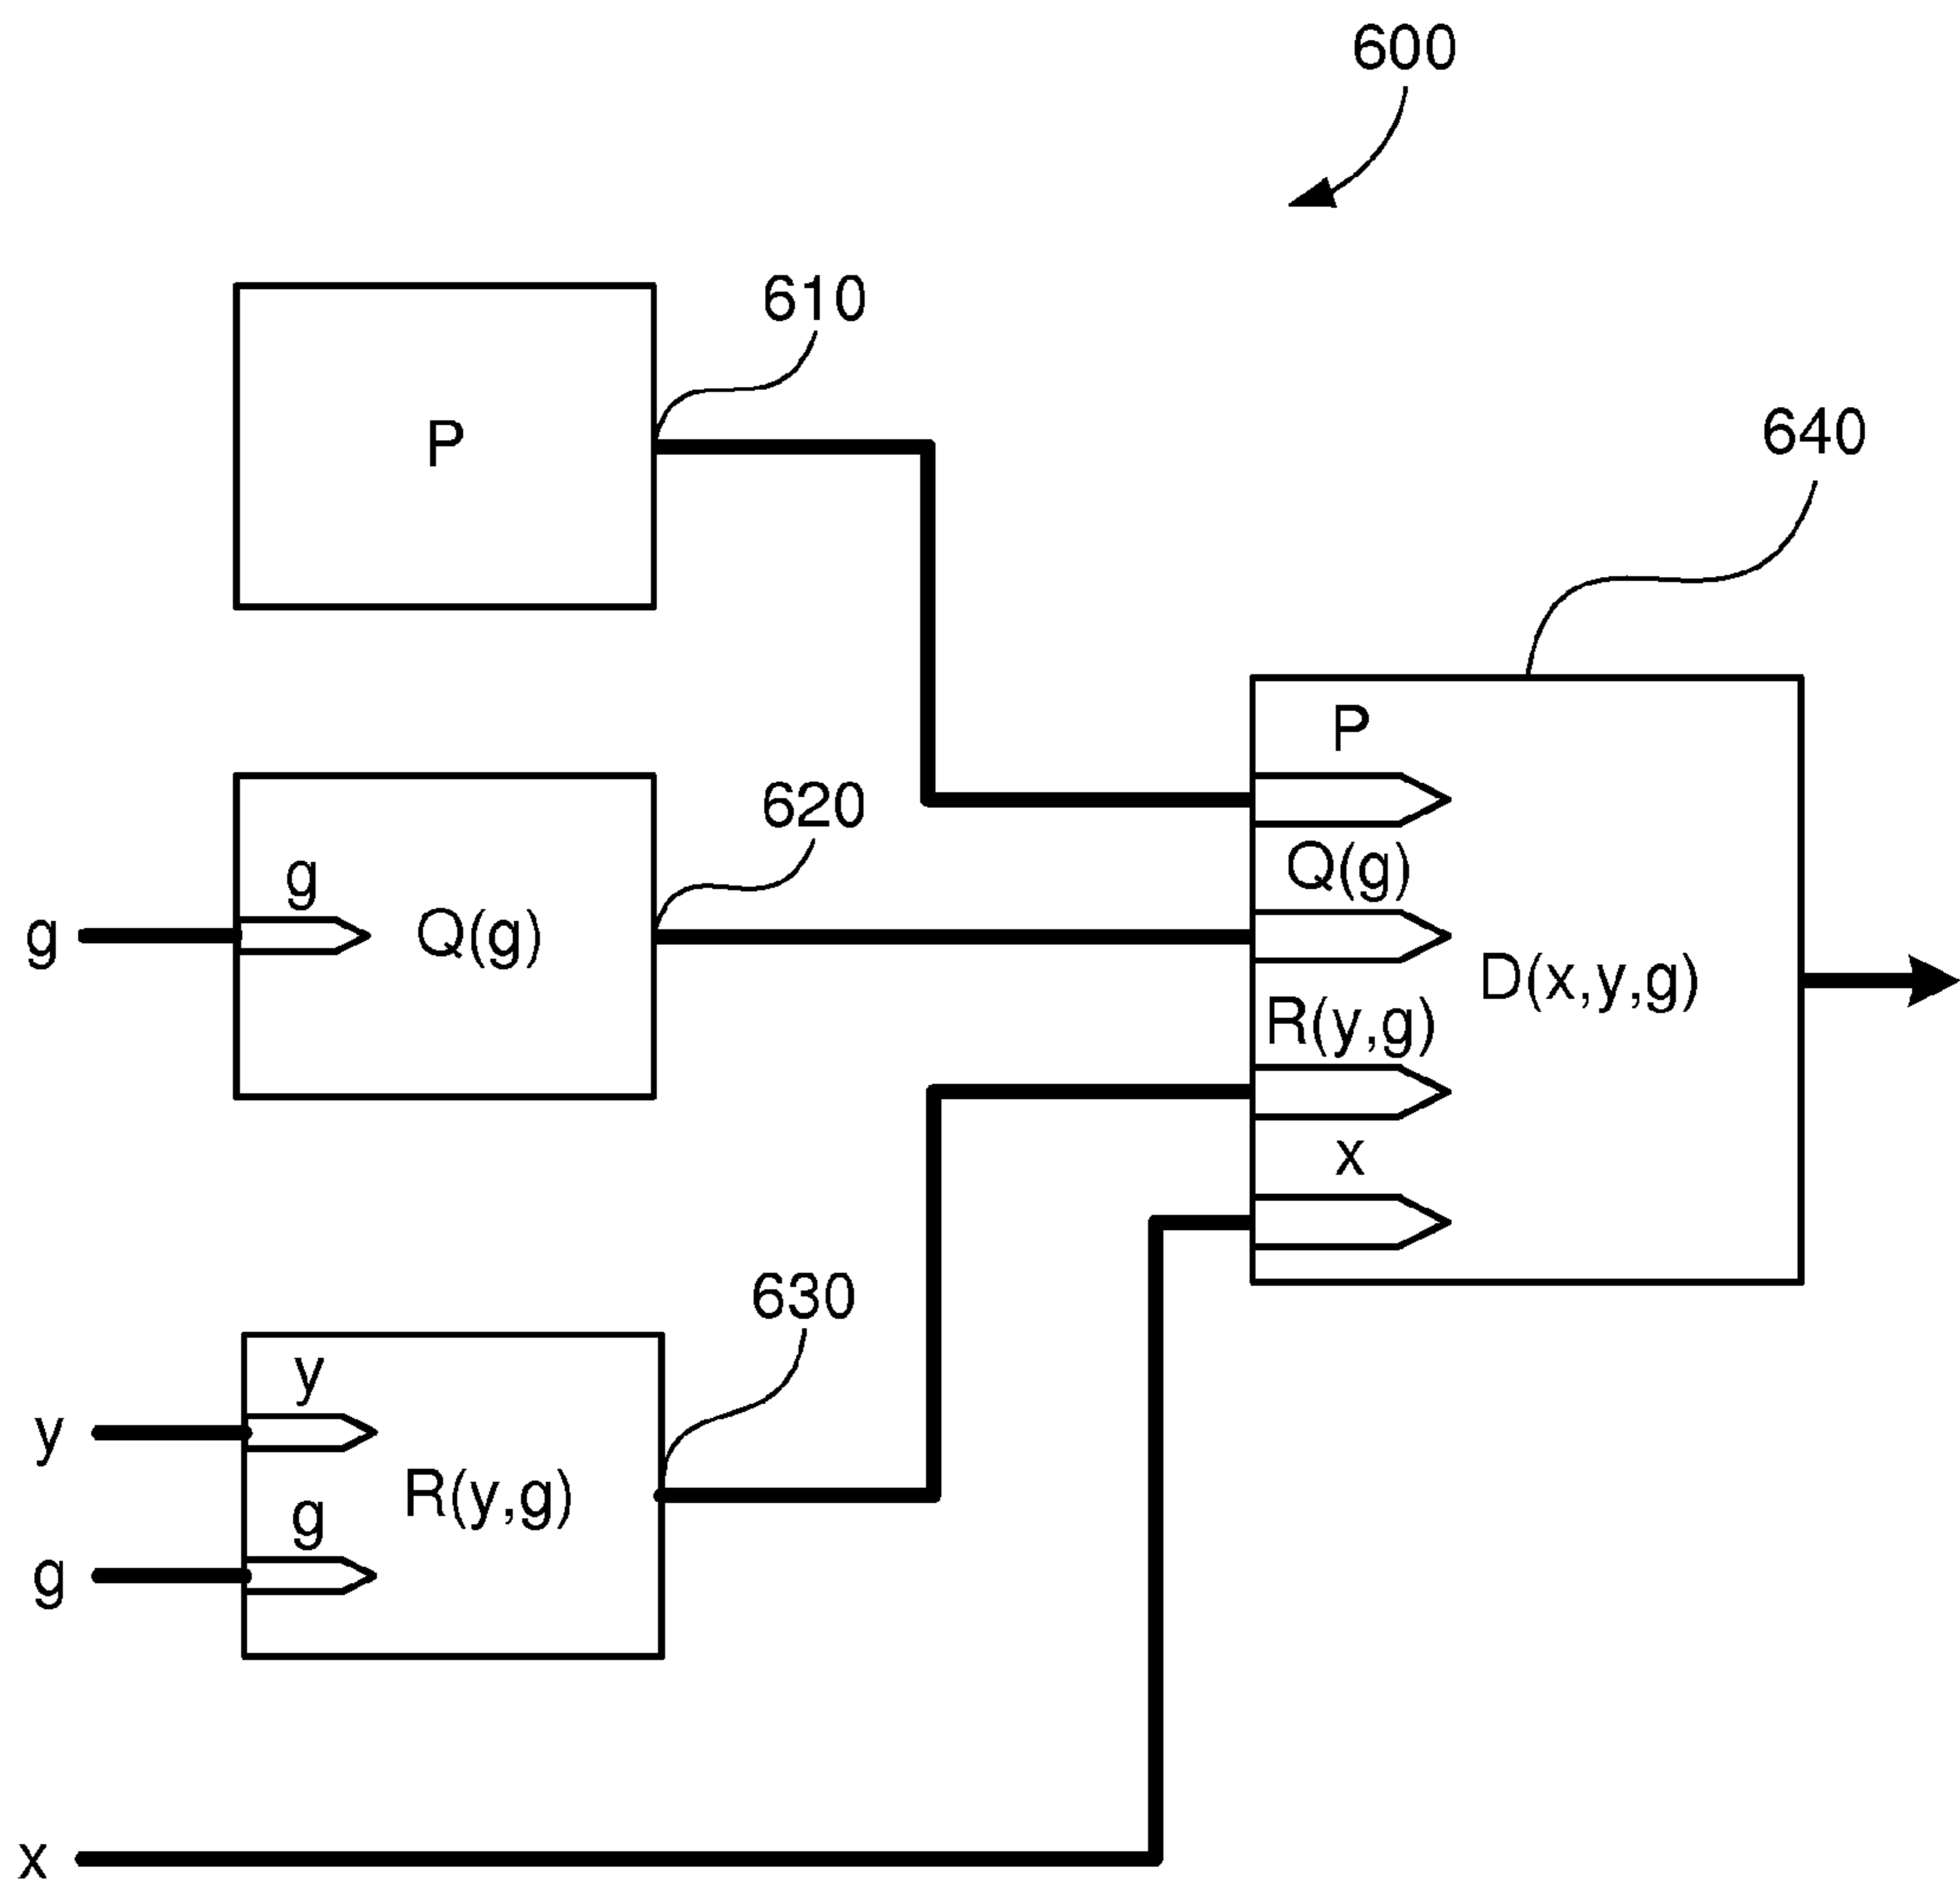 600
610
P
640
P
620
Q(g)
g
g
Q(g)
D(x,y,g)
R(y,g)
x
630
y
y
R(y,g)
g
g
x